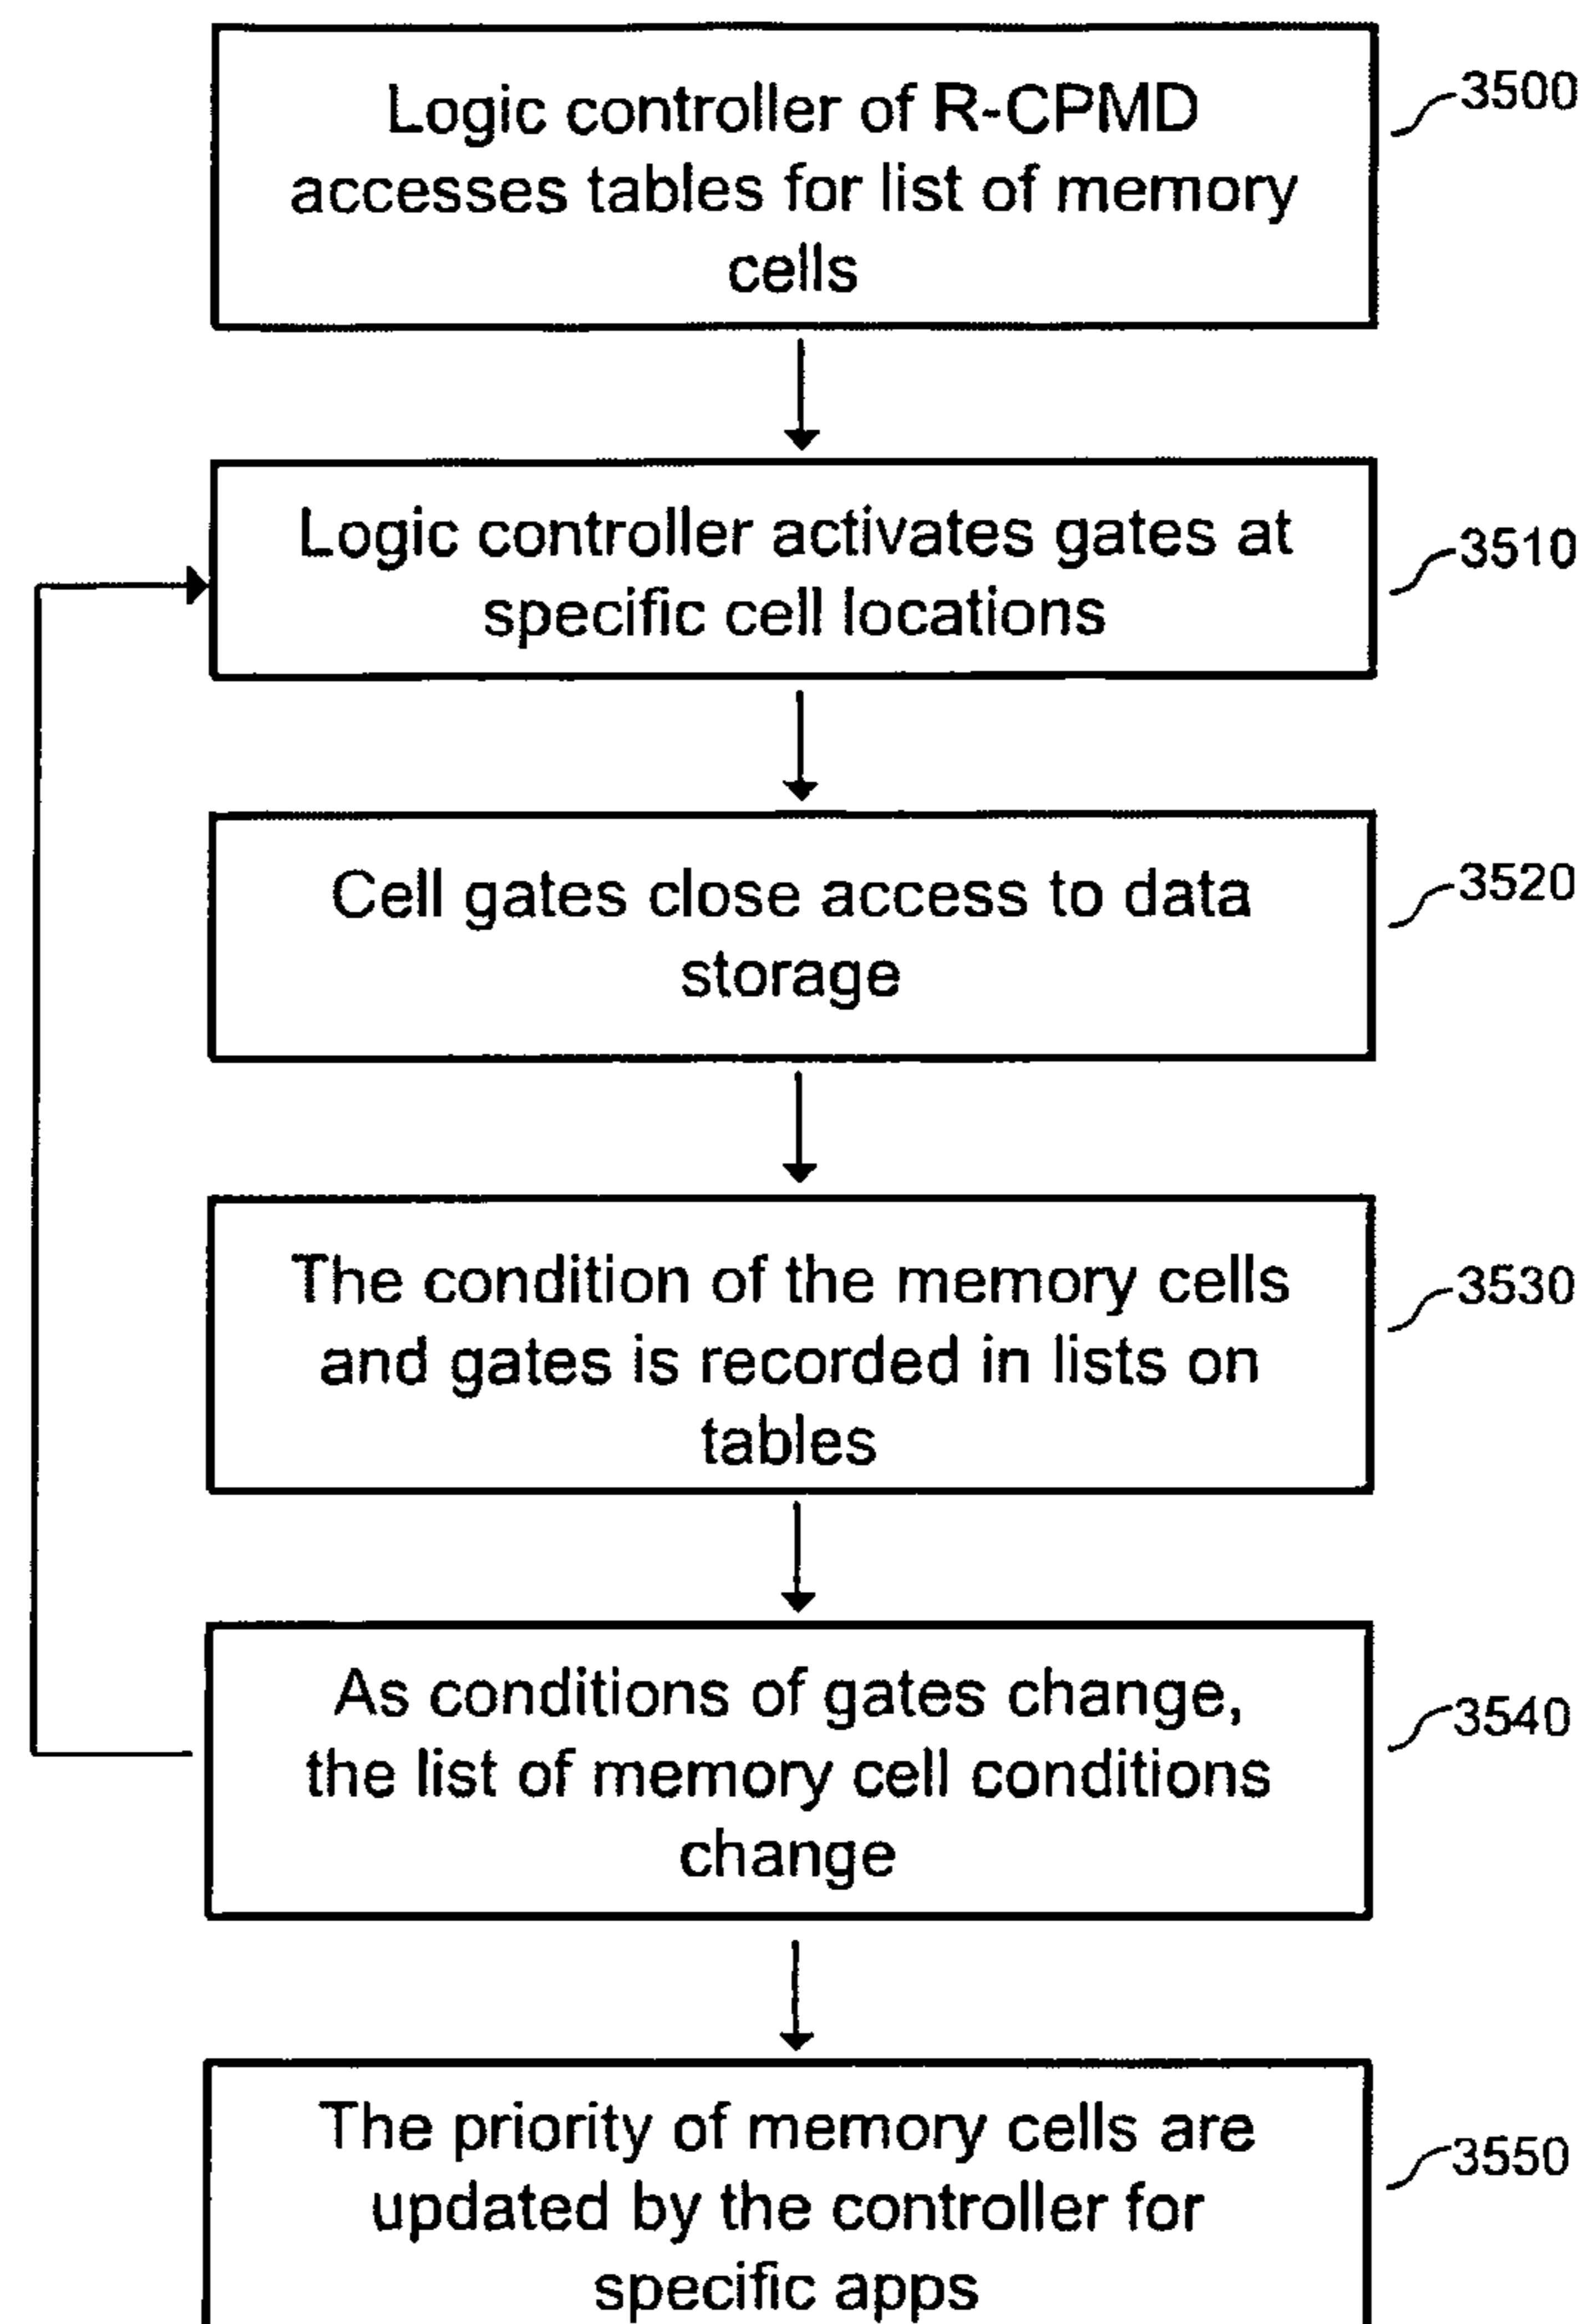 Logic controller of R-CPMD
accesses tables for list of memory
cells
3500
Logic controller activates gates at
specific cell locations
3510
Cell gates close access to data
storage
3520
The condition of the memory cells
and gates is recorded in lists on
tables
3530
As conditions of gates change,
the list of memory cell conditions
change
3540
The priority of memory cells are
updated by the controller for
specific apps
3550